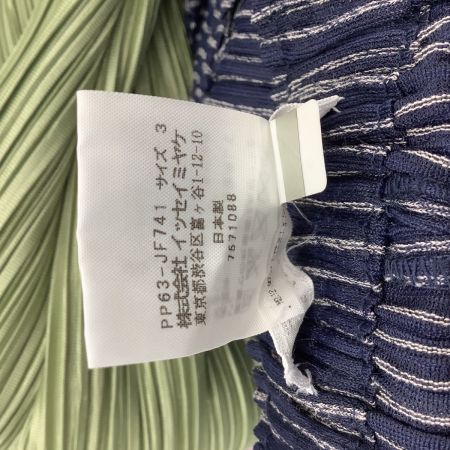 PP63-JF741 サイズ 3
株式会社 イッセイミヤケ
東京都渋谷区富ヶ谷1-12-10
日本製
7571088